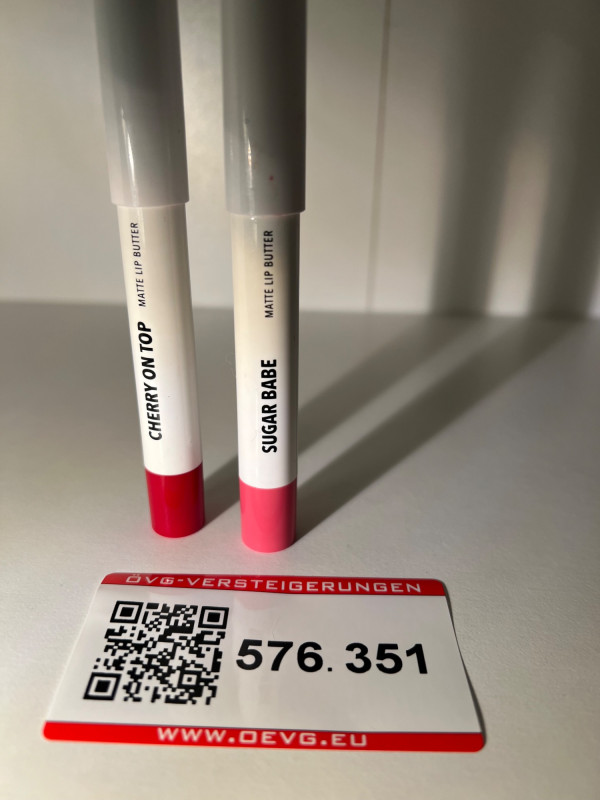 CHERRY ON TOP MATTE LIP BUTTER
SUGAR BABE MATTE LIP BUTTER
ÖVG-VERSTEIGERUNGEN
576.351
WWW.OEVG.EU